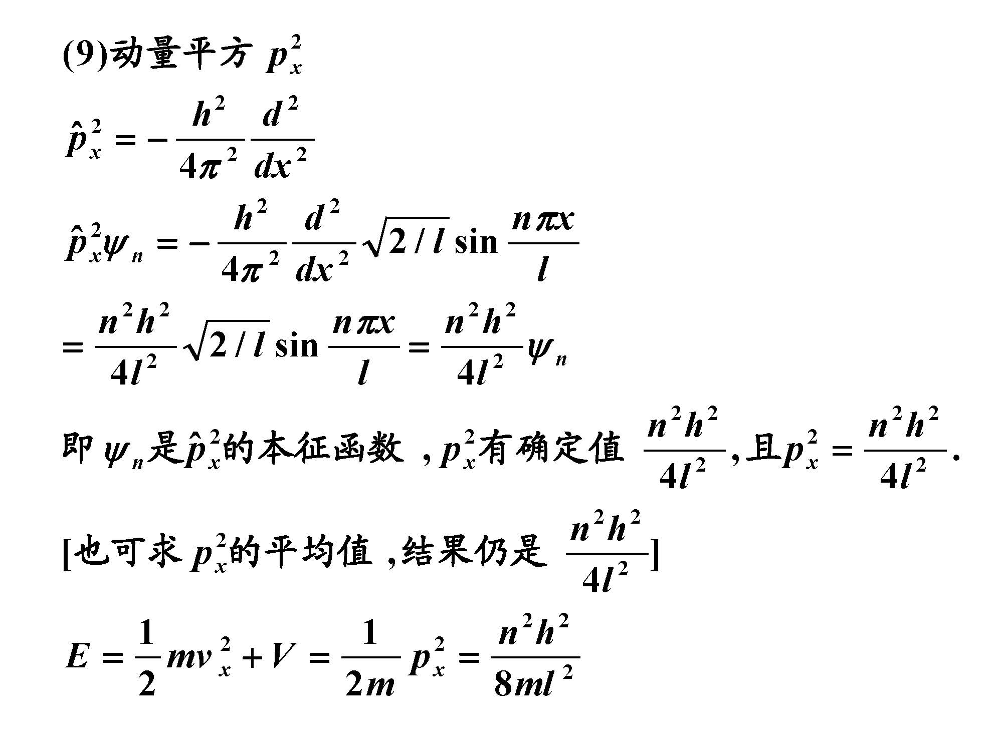 (9)动量平方 $p_x^2$
$\hat{p}_x^2 = -\frac{h^2}{4\pi^2}\frac{d^2}{dx^2}$
$\hat{p}_x^2\psi_n = -\frac{h^2}{4\pi^2}\frac{d^2}{dx^2}\sqrt{2/l}\sin\frac{n\pi x}{l}$
$=\frac{n^2h^2}{4l^2}\sqrt{2/l}\sin\frac{n\pi x}{l}=\frac{n^2h^2}{4l^2}\psi_n$
即 $\psi_n$是$\hat{p}_x^2$的本征函数,$p_x^2$有确定值 $\frac{n^2h^2}{4l^2}$,且$p_x^2=\frac{n^2h^2}{4l^2}$.
[也可求 $p_x^2$的平均值,结果仍是 $\frac{n^2h^2}{4l^2}$]
$E=\frac{1}{2}mv_x^2+V=\frac{1}{2m}p_x^2=\frac{n^2h^2}{8ml^2}$